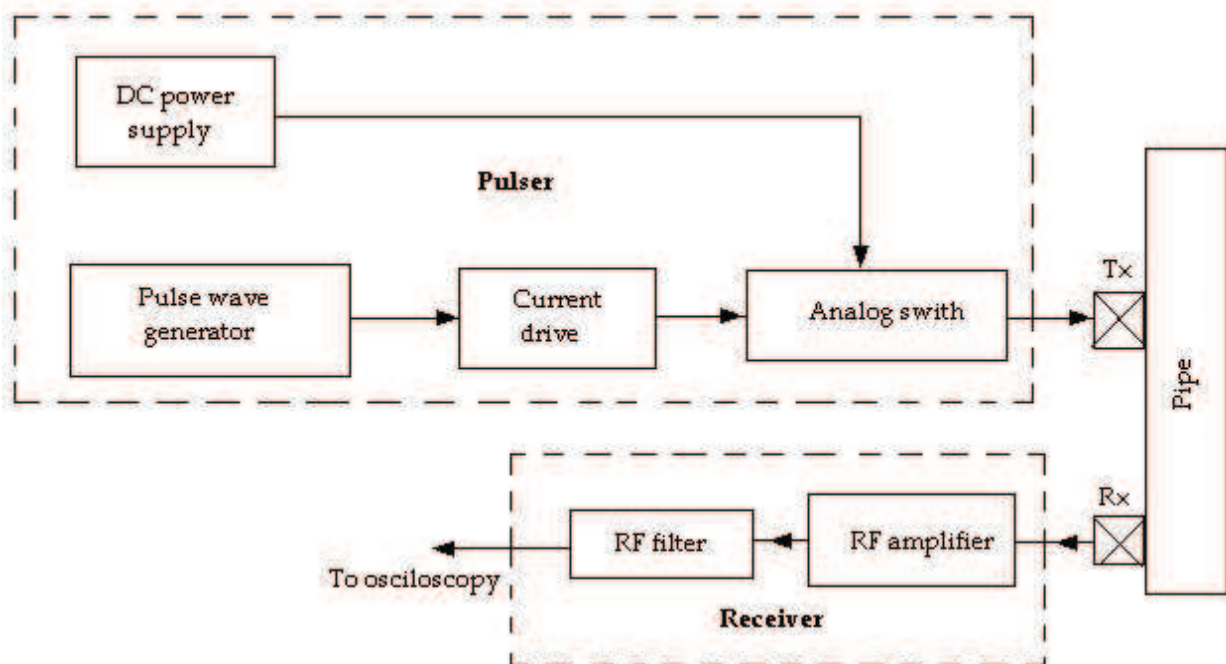 DC power
supply
Pulser
Pulse wave
generator
Current
drive
Analog swith
Tx
Pipe
Rx
RF amplifier
RF filter
To osciloscopy
Receiver